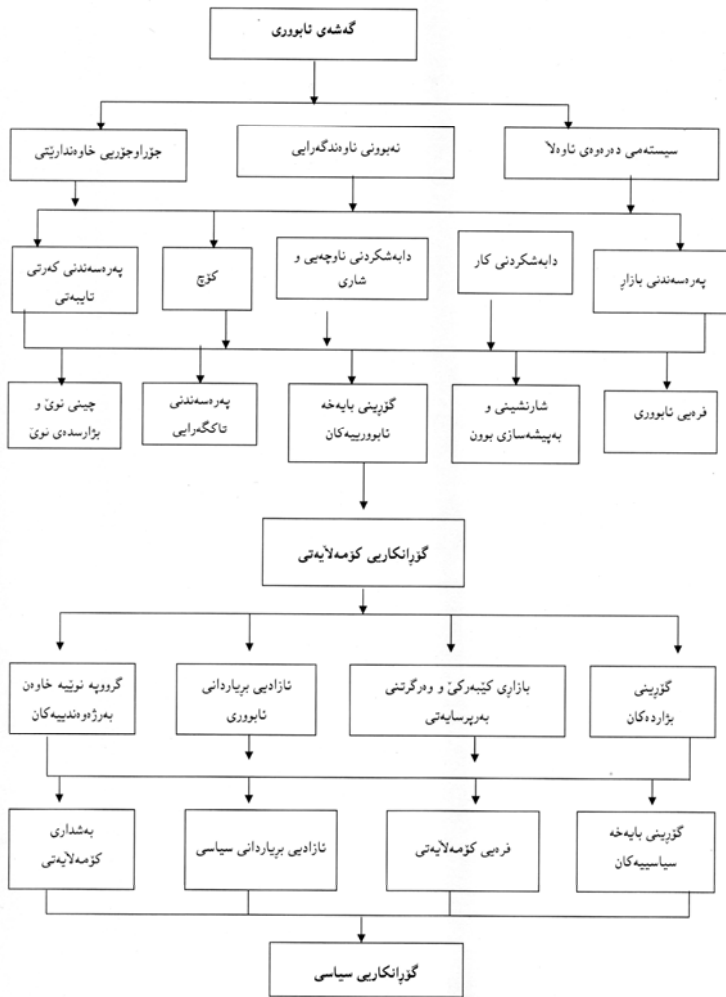 گەشەی ئابووری
سیستەمی دەرەوەی ئاوەڵا
نەبوونی ناوەندگەرایی
جۆراوجۆریی خاوەندارێتی
پەرەسەندنی بازاڕ
دابەشکردنی کار
دابەشکردنی ناوچەیی و
شاری
کۆچ
پەرەسەندنی کەرتی
تایبەتی
فرەیی ئابووری
شارنشینی و
بەپیشەسازی بوون
گۆڕینی بایەخە
ئابوورییەکان
پەرەسەندنی
تاکگەرایی
چینی نوێ و
بژارسدەی نوێ
گۆڕانکاریی کۆمەڵایەتی
گۆڕینی
بژاردەکان
بازاڕی کێبەرکێ و وەرگرتنی
بەرپرسایەتی
ئازادیی بڕیاردانی
ئابووری
گرووپە نوێیە خاوەن
بەرژەوەندییەکان
گۆڕینی بایەخە
سیاسییەکان
فرەیی کۆمەڵایەتی
ئازادیی بڕیاردانی سیاسی
بەشداری
کۆمەڵایەتی
گۆڕانکاریی سیاسی